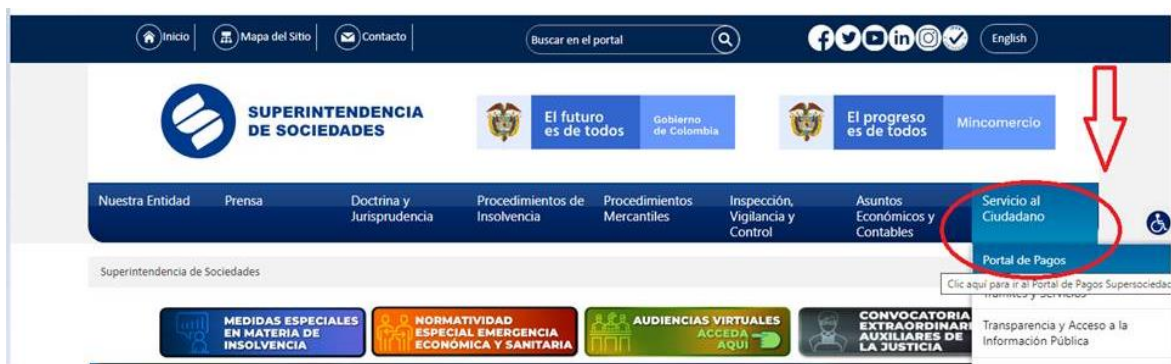 Inicio
Mapa del Sitio
Contacto
Buscar en el portal
English
SUPERINTENDENCIA
DE SOCIEDADES
El futuro
es de todos
Gobierno
de Colombia
El progreso
es de todos
Mincomercio
Nuestra Entidad
Prensa
Doctrina y
Jurisprudencia
Procedimientos de
Insolvencia
Procedimientos
Mercantiles
Inspección,
Vigilancia y
Control
Asuntos
Económicos y
Contables
Servicio al
Ciudadano
Portal de Pagos
Superintendencia de Sociedades
Clic aquí para ir al Portal de Pagos Supersociedad
Trámites y Servicios
Transparencia y Acceso a la
Información Pública
MEDIDAS ESPECIALES
EN MATERIA DE
INSOLVENCIA
NORMATIVIDAD
ESPECIAL EMERGENCIA
ECONÓMICA Y SANITARIA
AUDIENCIAS VIRTUALES
ACCEDA
AQUI
CONVOCATORIA
EXTRAORDINARI
AUXILIARES DE
LA JUSTICIA